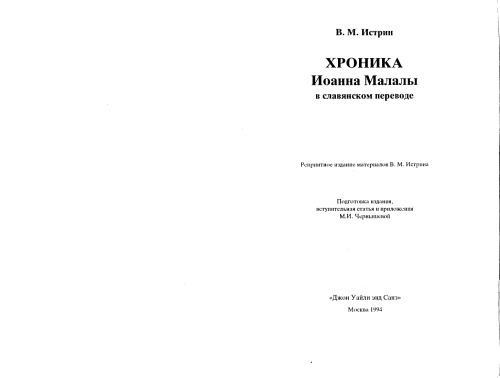 В. М. Истрин
ХРОНИКА
Иоанна Малалы
в славянском переводе
Репринтное издание материалов В. М. Истрина
Подготовка издания,
вступительная статья и приложения
М.И. Чернышевой
«Джон Уайли энд Санз»
Москва 1994